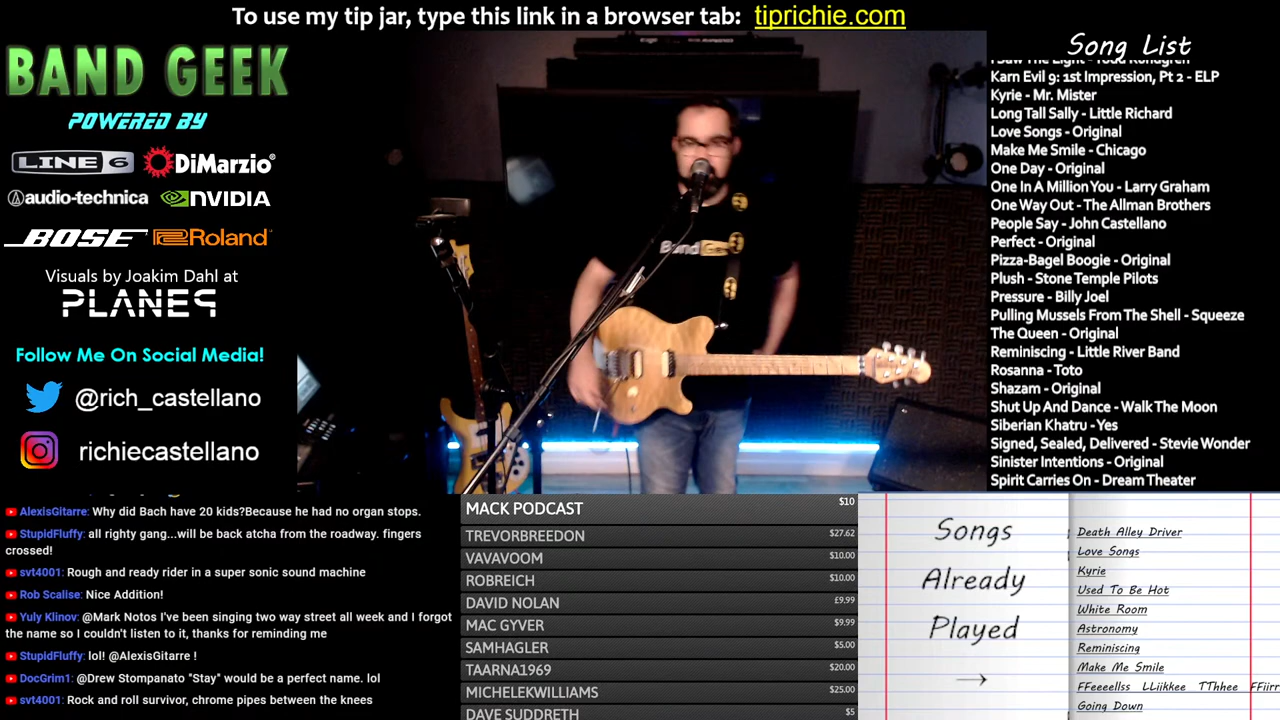 To use my tip jar, type this link in a browser tab: tiprichie.com
BAND GEEK
POWERED BY
LINE 6 DiMarzio®
audio-technica NVIDIA
BOSE Roland
Visuals by Joakim Dahl at
PLANE9
Follow Me On Social Media!
@rich_castellano
richiecastellano
BandGeek
Song List
I Saw The Light - Todd Rundgren
Karn Evil 9: 1st Impression, Pt 2 - ELP
Kyrie - Mr. Mister
Long Tall Sally - Little Richard
Love Songs - Original
Make Me Smile - Chicago
One Day - Original
One In A Million You - Larry Graham
One Way Out - The Allman Brothers
People Say - John Castellano
Perfect - Original
Pizza-Bagel Boogie - Original
Plush - Stone Temple Pilots
Pressure - Billy Joel
Pulling Mussels From The Shell - Squeeze
The Queen - Original
Reminiscing - Little River Band
Rosanna - Toto
Shazam - Original
Shut Up And Dance - Walk The Moon
Siberian Khatru - Yes
Signed, Sealed, Delivered - Stevie Wonder
Sinister Intentions - Original
Spirit Carries On - Dream Theater
AlexisGitarre: Why did Bach have 20 kids?Because he had no organ stops.
StupidFluffy: all righty gang...will be back atcha from the roadway. fingers
crossed!
svt4001: Rough and ready rider in a super sonic sound machine
Rob Scalise: Nice Addition!
Yuly Klinov: @Mark Notos I've been singing two way street all week and I forgot
the name so I couldn't listen to it, thanks for reminding me
StupidFluffy: lol! @AlexisGitarre !
DocGrim1: @Drew Stompanato "Stay" would be a perfect name. lol
svt4001: Rock and roll survivor, chrome pipes between the knees
MACK PODCAST $10
TREVORBREEDON $27.62
VAVAVOOM $10.00
ROBREICH $10.00
DAVID NOLAN £9.99
MAC GYVER $9.99
SAMHAGLER $5.00
TAARNA1969 $20.00
MICHELEKWILLIAMS $25.00
DAVE SUDDRETH $5
Songs
Already
Played
→
Death Alley Driver
Love Songs
Kyrie
Used To Be Hot
White Room
Astronomy
Reminiscing
Make Me Smile
FFeeeellss LLiikkee TThhee FFiirr
Going Down